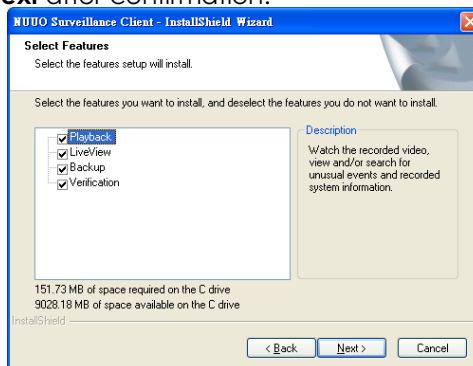 ext after confirmation.
NUUO Surveillance Client - InstallShield Wizard
Select Features
Select the features setup will install.
Select the features you want to install, and deselect the features you do not want to install.
Playback
LiveView
Backup
Verification
Description
Watch the recorded video, view and/or search for unusual events and recorded system information.
151.73 MB of space required on the C drive
9028.18 MB of space available on the C drive
InstallShield
< Back
Next >
Cancel